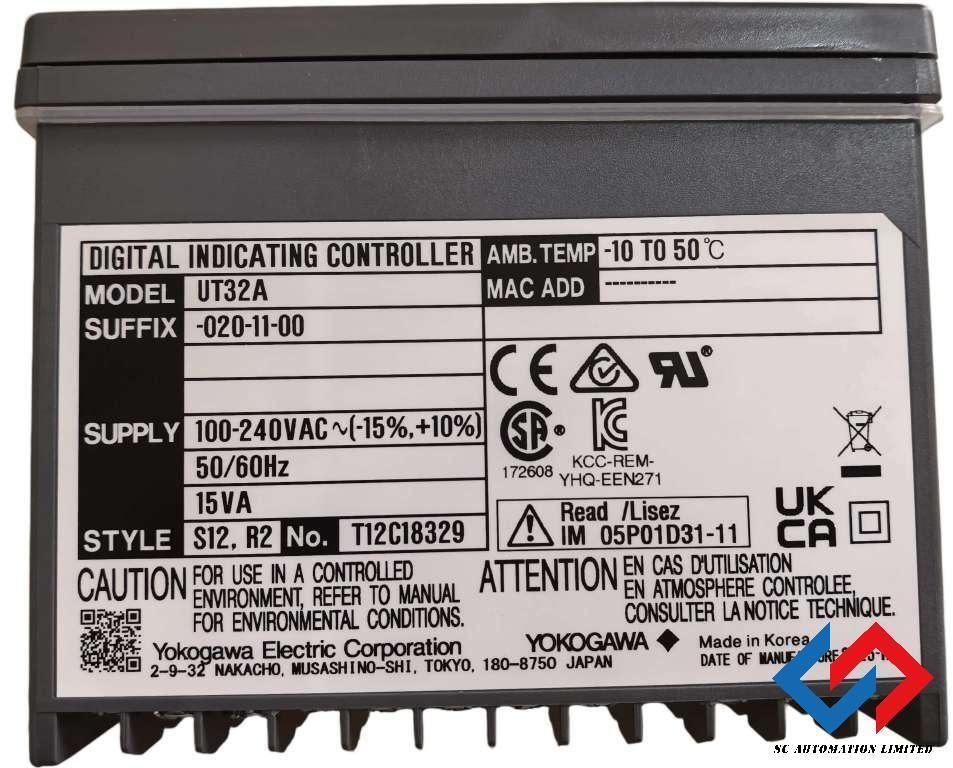 DIGITAL INDICATING CONTROLLER
AMB. TEMP -10 TO 50℃
MODEL UT32A
MAC ADD ----------
SUFFIX -020-11-00
SUPPLY 100-240VAC ~(-15%,+10%)
50/60Hz
15VA
STYLE S12, R2 No. T12C18329
CE
UR®
CSA®
172608
KC
KCC-REM-
YHQ-EEN271
Read /Lisez
IM 05P01D31-11
UK
CA
CAUTION FOR USE IN A CONTROLLED
ENVIRONMENT, REFER TO MANUAL
FOR ENVIRONMENTAL CONDITIONS.
ATTENTION EN CAS D'UTILISATION
EN ATMOSPHERE CONTROLEE,
CONSULTER LA NOTICE TECHNIQUE.
Yokogawa Electric Corporation
2-9-32 NAKACHO, MUSASHINO-SHI, TOKYO, 180-8750 JAPAN
YOKOGAWA ◆
Made in Korea
DATE OF
SC AUTOMATION LIMITED